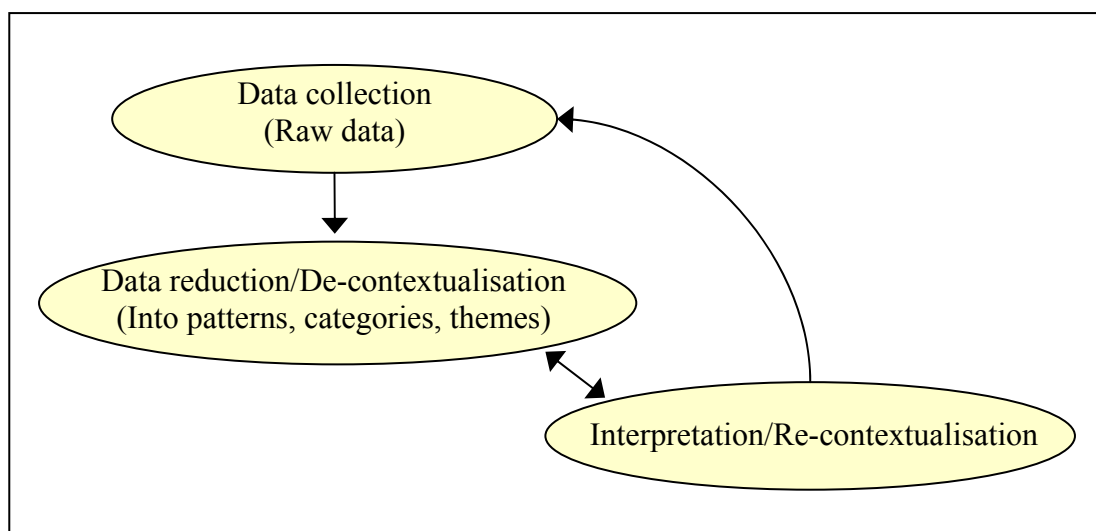 Data collection
(Raw data)
Data reduction/De-contextualisation
(Into patterns, categories, themes)
Interpretation/Re-contextualisation